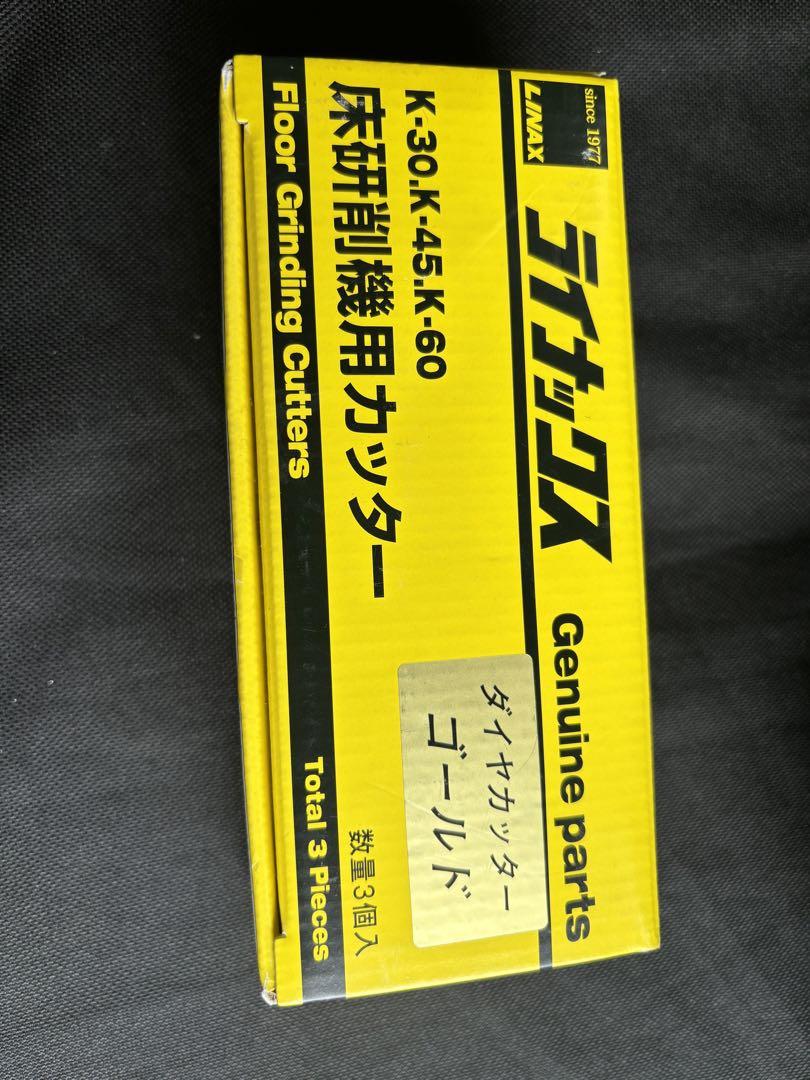 since 1977
LINAX
ライナックス
Genuine parts
K-30.K-45.K-60
床研削機用カッター
ダイヤカッター
ゴールド
数量3個入
Floor Grinding Cutters
Total 3 Pieces